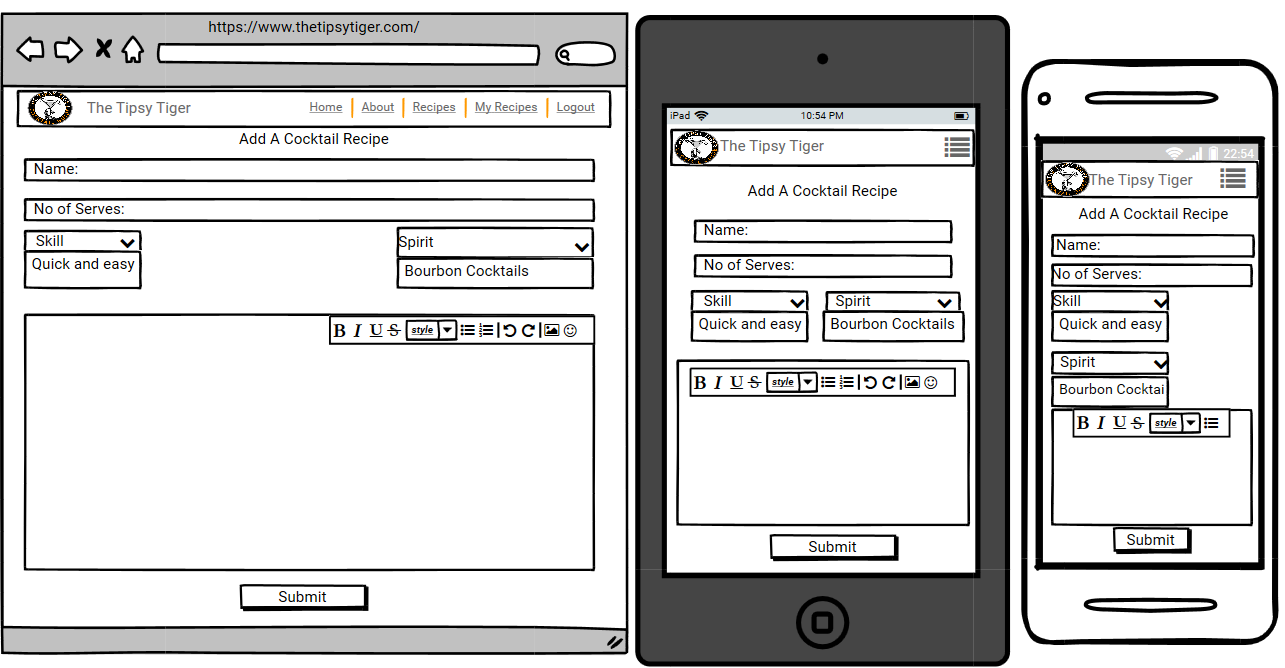 https://www.thetipsytiger.com/
The Tipsy Tiger Home About Recipes My Recipes Logout
Add A Cocktail Recipe
Name:
No of Serves:
Skill Spirit
Quick and easy Bourbon Cocktails
B I U S style
Submit
iPad 10:54 PM
The Tipsy Tiger
Add A Cocktail Recipe
Name:
No of Serves:
Skill Spirit
Quick and easy Bourbon Cocktails
B I U S style
Submit
22:54
The Tipsy Tiger
Add A Cocktail Recipe
Name:
No of Serves:
Skill
Quick and easy
Spirit
Bourbon Cocktai
B I U S style
Submit